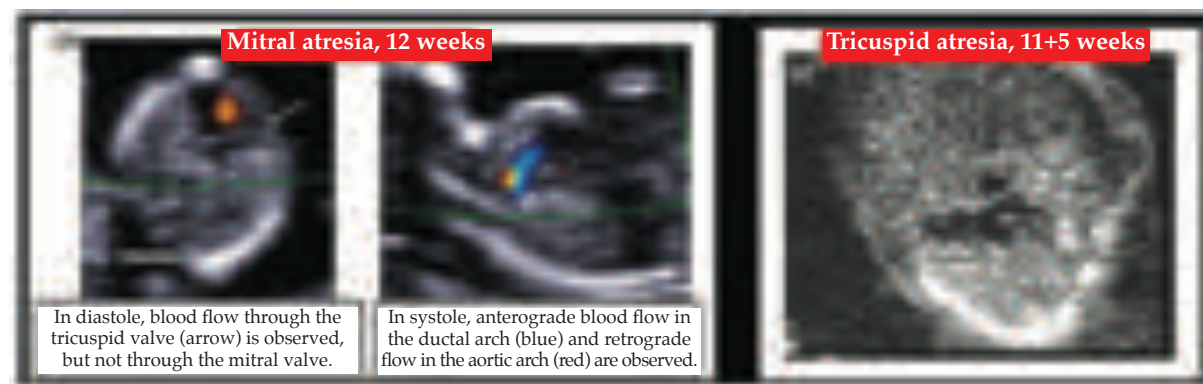 Mitral atresia, 12 weeks
In diastole, blood flow through the
tricuspid valve (arrow) is observed,
but not through the mitral valve.
In systole, anterograde blood flow in
the ductal arch (blue) and retrograde
flow in the aortic arch (red) are observed.
Tricuspid atresia, 11+5 weeks